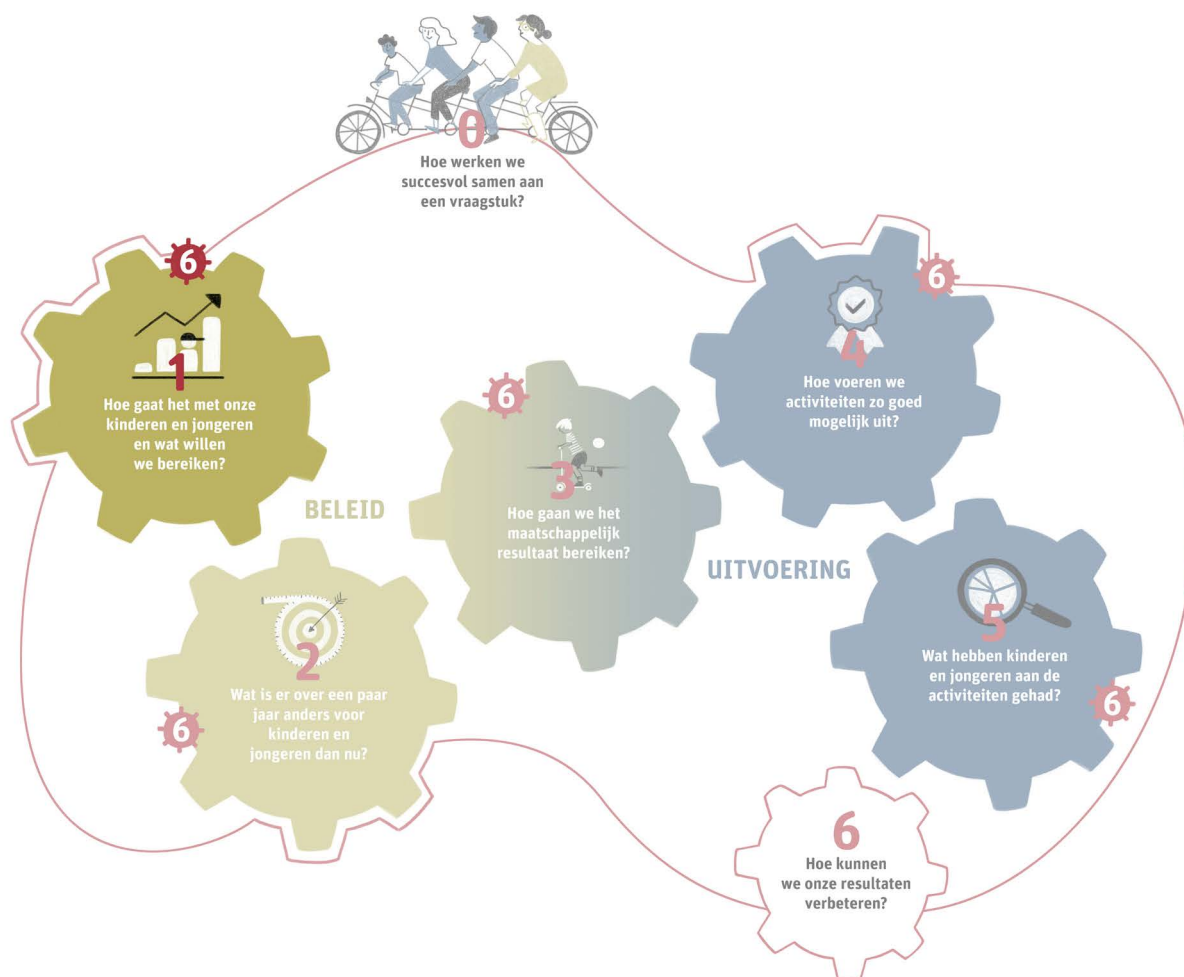 0
Hoe werken we
succesvol samen aan
een vraagstuk?
6
1
Hoe gaat het met onze
kinderen en jongeren
en wat willen
we bereiken?
6
4
Hoe voeren we
activiteiten zo goed
mogelijk uit?
6
3
Hoe gaan we het
maatschappelijk
resultaat bereiken?
BELEID
UITVOERING
2
Wat is er over een paar
jaar anders voor
kinderen en
jongeren dan nu?
6
5
Wat hebben kinderen
en jongeren aan de
activiteiten gehad?
6
6
Hoe kunnen
we onze resultaten
verbeteren?